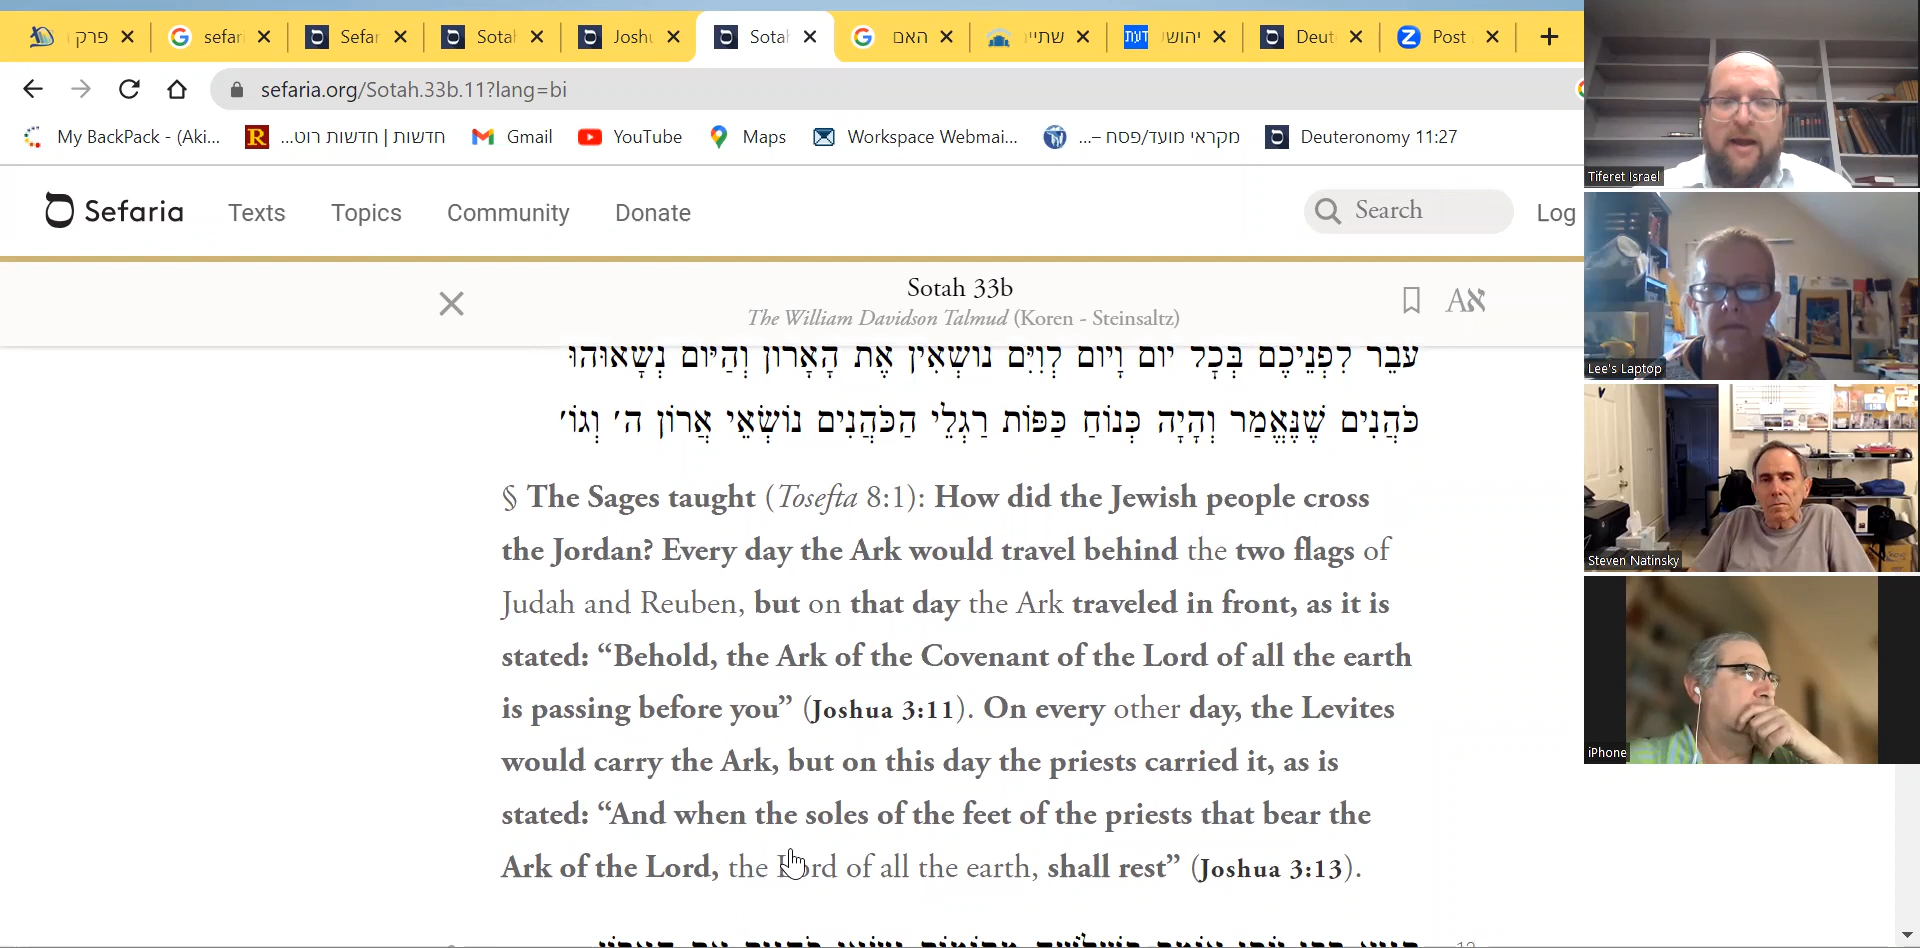 פרק
sefari
Sefar
Sota
Joshu
Sota
האם
שתיי
דעת יהושי
Deut
Z Post
sefaria.org/Sotah.33b.11?lang=bi
My BackPack - (Aki...
R חדשות | חדשות רוט...
Gmail
YouTube
Maps
Workspace Webmai...
מקראי מועד/פסח –...
Deuteronomy 11:27
Sefaria
Texts
Topics
Community
Donate
Search
Log
Sotah 33b
The William Davidson Talmud (Koren - Steinsaltz)
Aא
עֹבֵר לִפְנֵיכֶם בְּכׇל יוֹם וָיוֹם לְוִיִּם נוֹשְׂאִין אֶת הָאָרוֹן וְהַיּוֹם נְשָׂאוּהוּ
כֹּהֲנִים שֶׁנֶּאֱמַר וְהָיָה כְּנוֹחַ כַּפּוֹת רַגְלֵי הַכֹּהֲנִים נוֹשְׂאֵי אֲרוֹן ה׳ וְגוֹ׳
§ The Sages taught (Tosefta 8:1): How did the Jewish people cross
the Jordan? Every day the Ark would travel behind the two flags of
Judah and Reuben, but on that day the Ark traveled in front, as it is
stated: “Behold, the Ark of the Covenant of the Lord of all the earth
is passing before you” (Joshua 3:11). On every other day, the Levites
would carry the Ark, but on this day the priests carried it, as is
stated: “And when the soles of the feet of the priests that bear the
Ark of the Lord, the Lord of all the earth, shall rest” (Joshua 3:13).
Tiferet Israel
Lee's Laptop
Steven Natinsky
iPhone